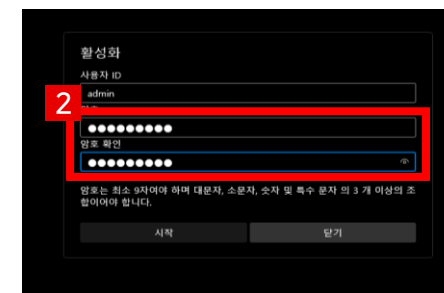 활성화
사용자 ID
admin
2
●●●●●●●●●
암호 확인
●●●●●●●●●
암호는 최소 9자여야 하며 대문자, 소문자, 숫자 및 특수 문자 의 3 개 이상의 조
합이어야 합니다.
시작
닫기